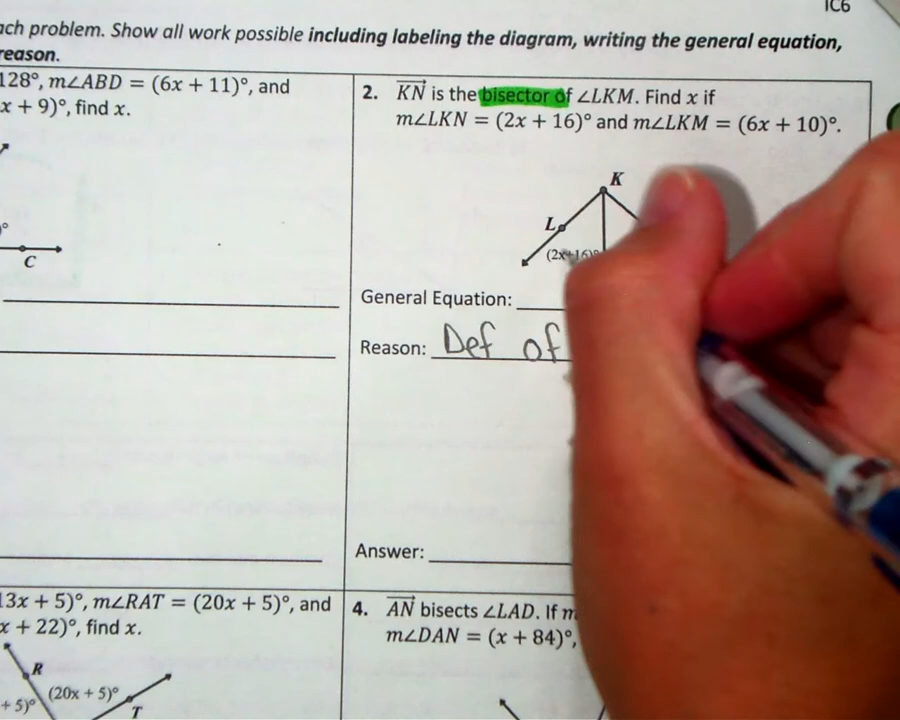 IC6
ach problem. Show all work possible including labeling the diagram, writing the general equation,
reason.
128°, m∠ABD = (6x + 11)°, and
x + 9)°, find x.
C
2. KN is the bisector of ∠LKM. Find x if
m∠LKN = (2x + 16)° and m∠LKM = (6x + 10)°.
K
L
(2x+16)°
General Equation:
Reason: Def of
Answer:
13x + 5)°, m∠RAT = (20x + 5)°, and
x + 22)°, find x.
R
(20x + 5)°
+ 5)°
T
4. AN bisects ∠LAD. If m
m∠DAN = (x + 84)°,